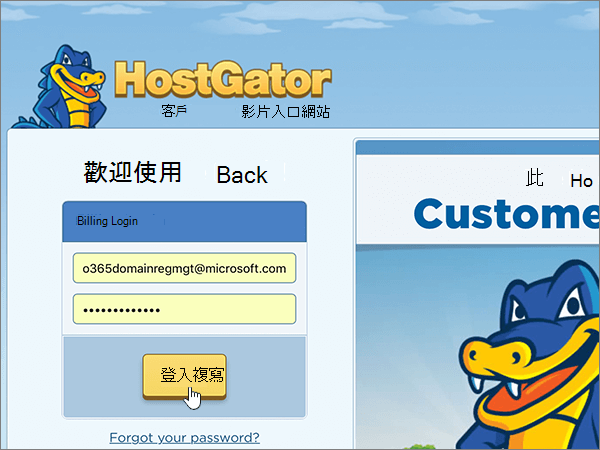 HostGator
客戶 影片入口網站
歡迎使用 Back !
Billing Login
o365domainregmgt@microsoft.com
•••••••••••••
登入複寫
Forgot your password?
此 Ho
Custome